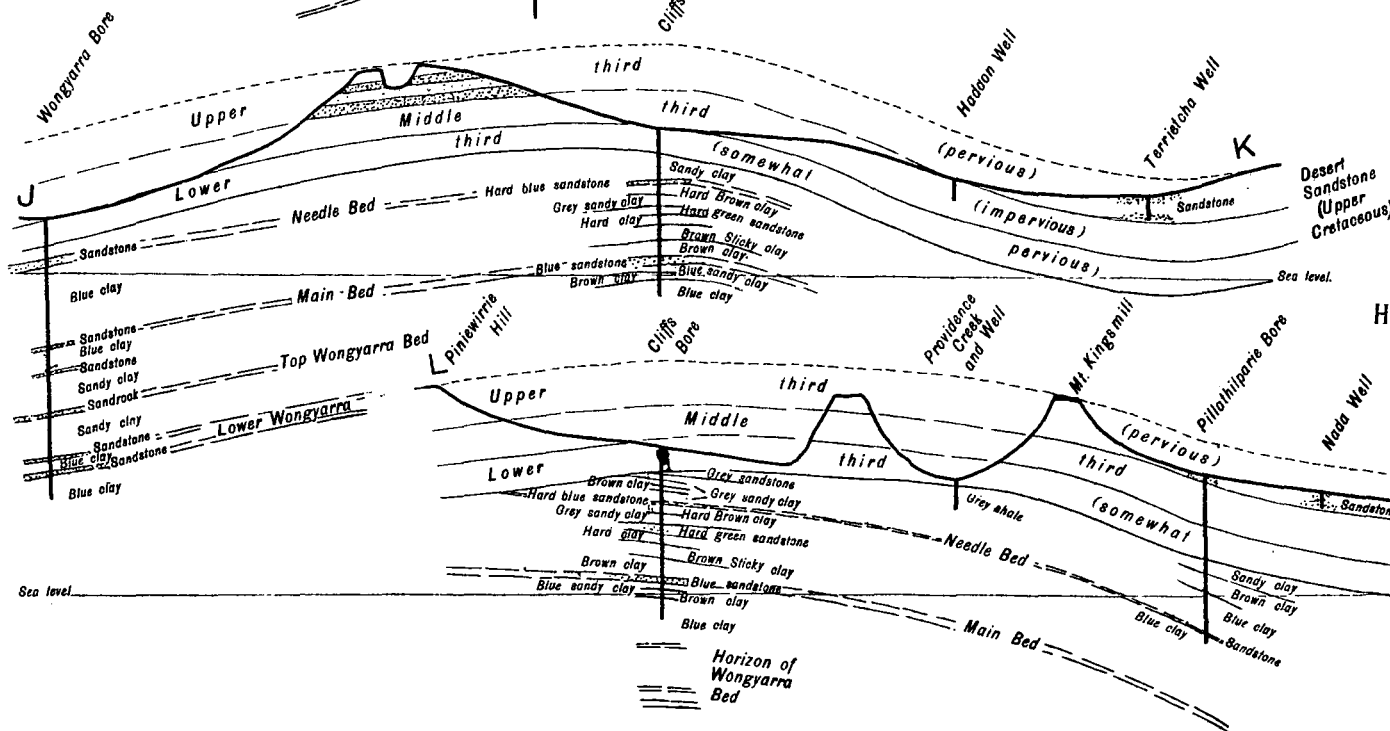 Wongyarra Bore
Cliffs
Haddon Well
Terrielcha Well
J
K
Upper third
Middle third
Lower third
(pervious)
(somewhat
(impervious)
pervious)
Desert
Sandstone
(Upper
Cretaceous)
Sandstone
Sandy clay
Needle Bed
Hard blue sandstone
Hard Brown clay
Grey sandy clay
Hard green sandstone
Hard clay
Brown Sticky clay
Brown clay
Blue sandstone
Blue sandy clay
Brown clay
Blue clay
Sandstone
Blue clay
Main-Bed
Sea level.
Sandstone
Blue clay
Sandstone
Sandy clay
Top Wongyarra Bed
Sandrock
Sandy clay
Lower Wongyarra
Sandstone
Blue clay
Sandstone
Blue clay
H
L
Piniewirrie
Hill
Cliffs
Bore
Providence
Creek
and Well
Mt. Kingsmill
Pillathilparie Bore
Nada Well
Upper third
Middle third
Lower third
(pervious)
(somewhat
Grey sandstone
Brown clay
Grey sandy clay
Hard blue sandstone
Grey sandy clay
Hard Brown clay
Hard clay
Hard green sandstone
Brown Sticky clay
Brown clay
Blue sandstone
Blue sandy clay
Brown clay
Blue clay
Grey shale
Needle Bed
Main Bed
Sandstone
Sandy clay
Brown clay
Blue clay
Blue clay
Sandstone
Sea level
Horizon of
Wongyarra
Bed